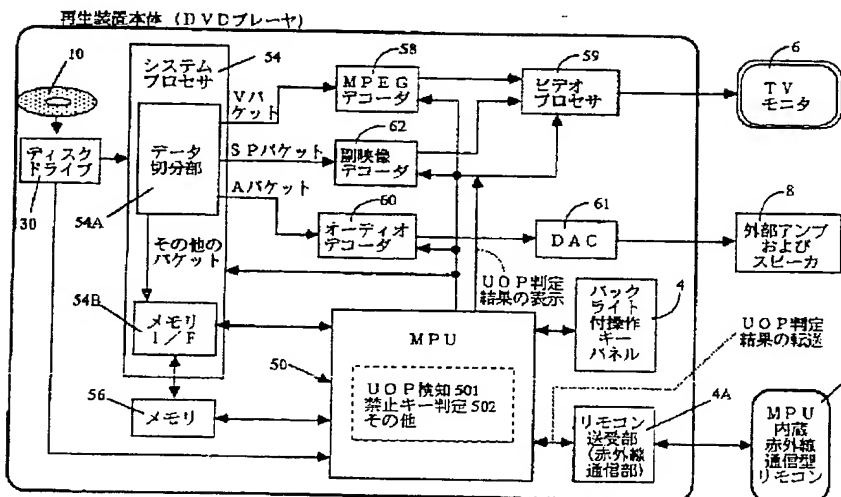 再生装置本体（DVDプレーヤ）
10
システム
プロセサ
54
58
MPEG
デコーダ
59
ビデオ
プロセサ
6
TV
モニタ
Vパ
ケット
データ
切分部
SPパケット
62
副映像
デコーダ
ディスク
ドライブ
30
54A
Aパケット
60
オーディオ
デコーダ
61
DAC
8
外部アンプ
および
スピーカ
その他の
パケット
UOP判定
結果の表示
54B
メモリ
I/F
MPU
バック
ライト
付操作
キー
パネル
4
UOP判定
結果の転送
50
UOP検知501
禁止キー判定502
その他
56
メモリ
リモコン
送受部
(赤外線
通信部)
4A
MPU
内蔵
赤外線
通信型
リモコン